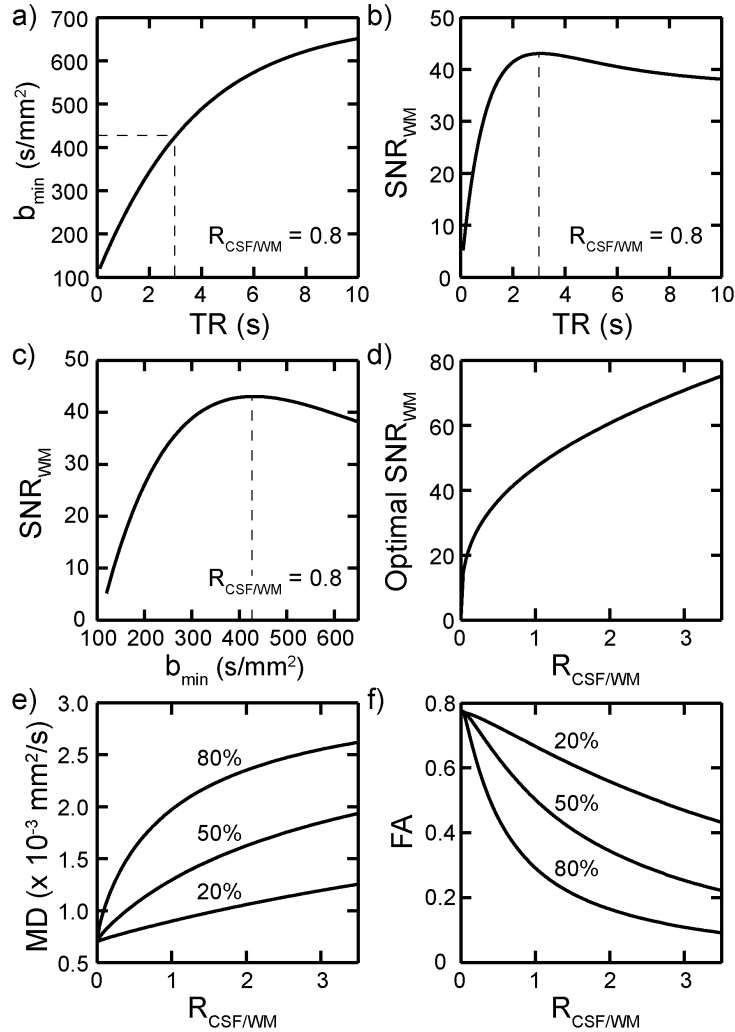 a)
700
600
500
400
300
200
100
b_min (s/mm²)
R_CSF/WM = 0.8
0 2 4 6 8 10
TR (s)
b)
50
40
30
20
10
0
SNR_WM
R_CSF/WM = 0.8
0 2 4 6 8 10
TR (s)
c)
50
40
30
20
10
0
SNR_WM
R_CSF/WM = 0.8
100 200 300 400 500 600
b_min (s/mm²)
d)
80
60
40
20
0
Optimal SNR_WM
0 1 2 3
R_CSF/WM
e)
3.0
2.5
2.0
1.5
1.0
0.5
MD (x 10⁻³ mm²/s)
80%
50%
20%
0 1 2 3
R_CSF/WM
f)
0.8
0.6
0.4
0.2
0
FA
20%
50%
80%
0 1 2 3
R_CSF/WM